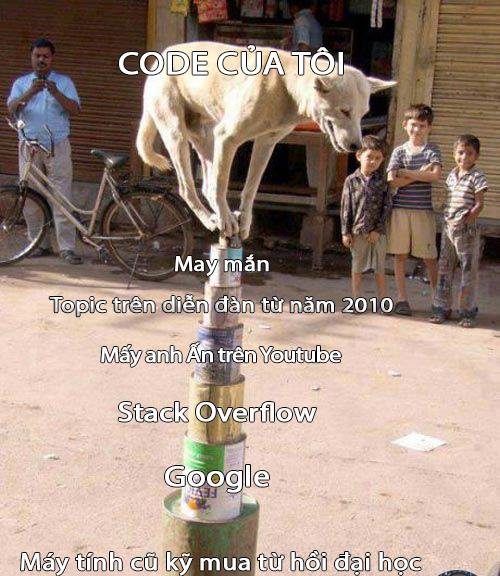 CODE CỦA TÔI
May mắn
Topic trên diễn đàn từ năm 2010
Mấy anh Ấn trên Youtube
Stack Overflow
Google
Máy tính cũ kỹ mua từ hồi đại học